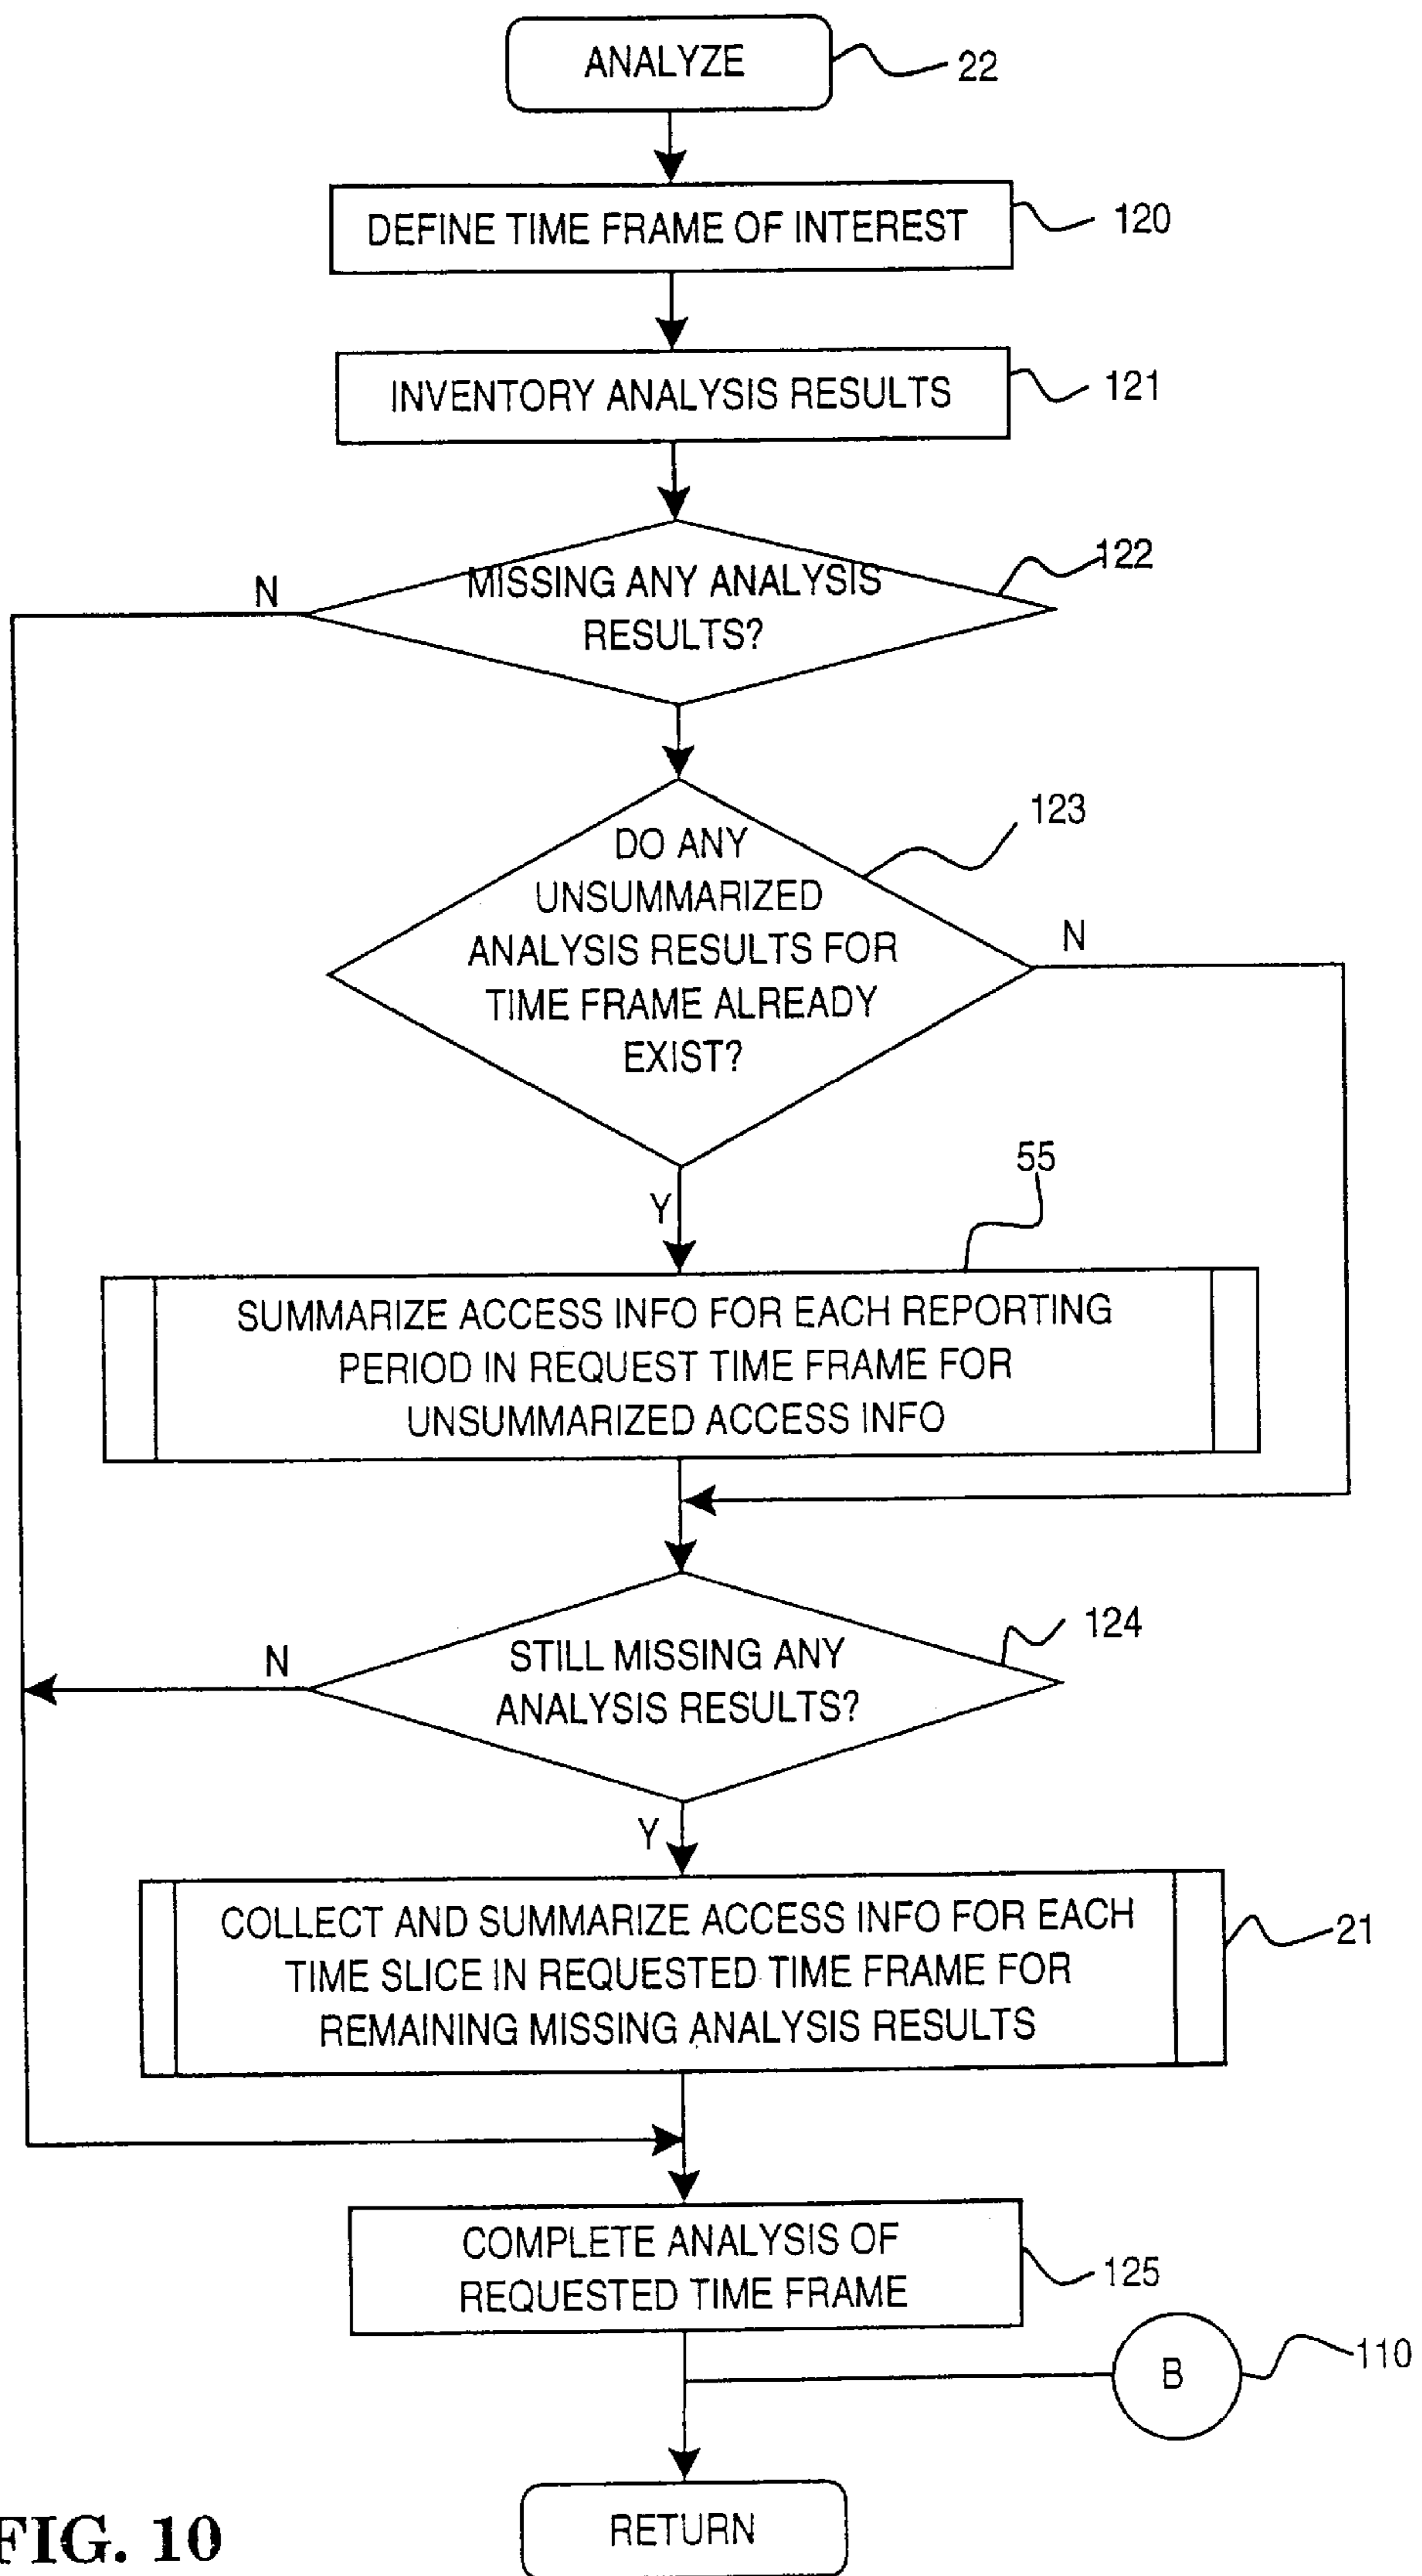 ANALYZE
22
DEFINE TIME FRAME OF INTEREST
120
INVENTORY ANALYSIS RESULTS
121
122
N
MISSING ANY ANALYSIS
RESULTS?
123
DO ANY
UNSUMMARIZED
ANALYSIS RESULTS FOR
TIME FRAME ALREADY
EXIST?
N
55
Y
SUMMARIZE ACCESS INFO FOR EACH REPORTING
PERIOD IN REQUEST TIME FRAME FOR
UNSUMMARIZED ACCESS INFO
124
N
STILL MISSING ANY
ANALYSIS RESULTS?
Y
COLLECT AND SUMMARIZE ACCESS INFO FOR EACH
TIME SLICE IN REQUESTED TIME FRAME FOR
REMAINING MISSING ANALYSIS RESULTS
21
COMPLETE ANALYSIS OF
REQUESTED TIME FRAME
125
B
110
RETURN
FIG. 10